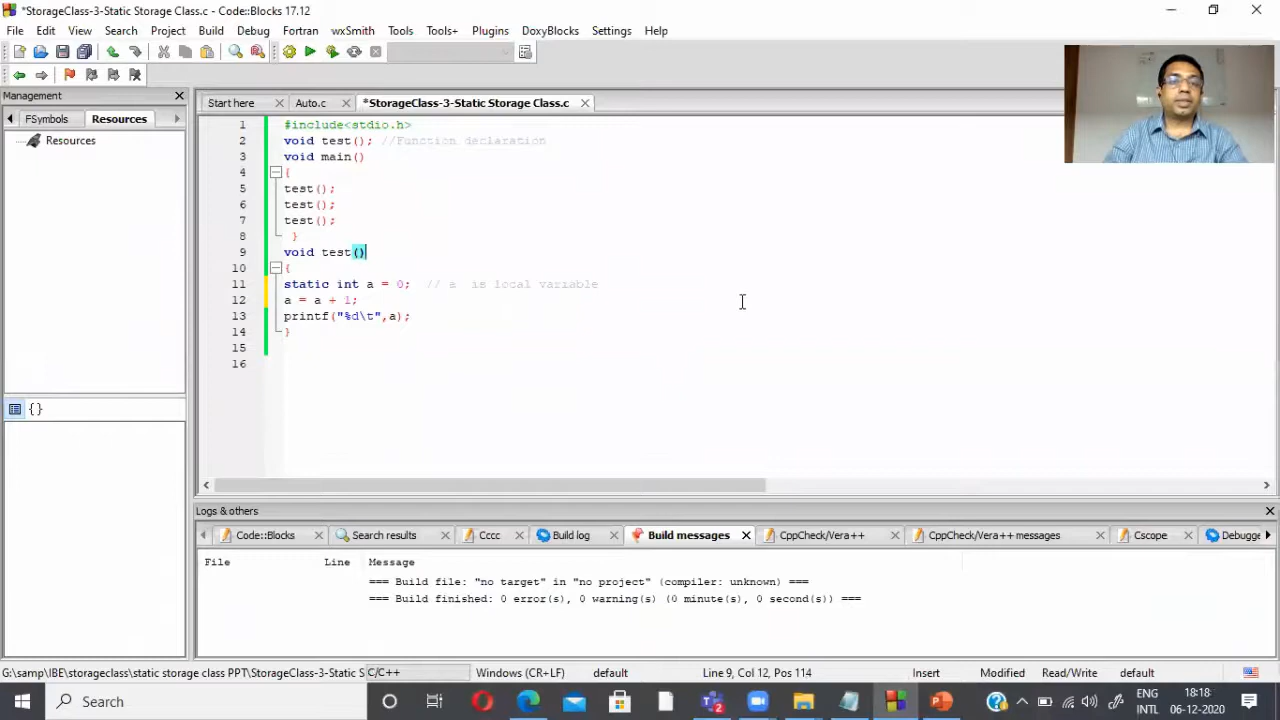 *StorageClass-3-Static Storage Class.c - Code::Blocks 17.12
File Edit View Search Project Build Debug Fortran wxSmith Tools Tools+ Plugins DoxyBlocks Settings Help
Management
FSymbols Resources
Resources
{}
Start here Auto.c *StorageClass-3-Static Storage Class.c
1 #include<stdio.h>
2 void test(); //Function declaration
3 void main()
4 {
5 test();
6 test();
7 test();
8 }
9 void test()
10 {
11 static int a = 0; // a is local variable
12 a = a + 1;
13 printf("%d\t",a);
14 }
15
16
Logs & others
Code::Blocks Search results Cccc Build log Build messages CppCheck/Vera++ CppCheck/Vera++ messages Cscope Debugge
File Line Message
=== Build file: "no target" in "no project" (compiler: unknown) ===
=== Build finished: 0 error(s), 0 warning(s) (0 minute(s), 0 second(s)) ===
G:\samp\IBE\storageclass\static storage class PPT\StorageClass-3-Static S C/C++ Windows (CR+LF) default Line 9, Col 12, Pos 114 Insert Modified Read/Write default
Search
ENG
INTL
18:18
06-12-2020